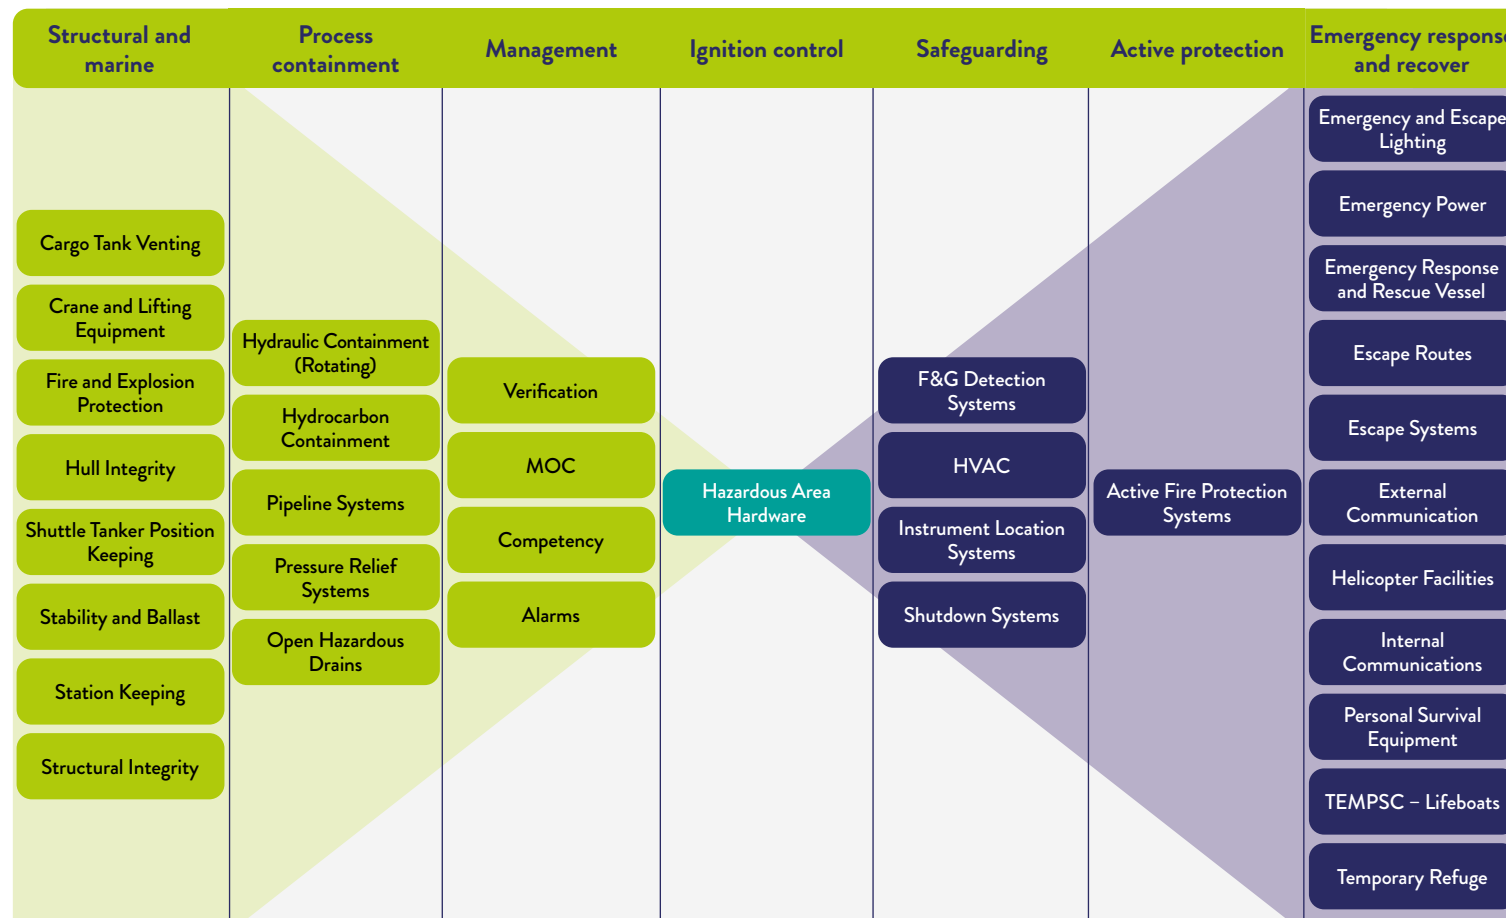 Structural and
marine
Process
containment
Management
Ignition control
Safeguarding
Active protection
Emergency response
and recover
Cargo Tank Venting
Crane and Lifting
Equipment
Fire and Explosion
Protection
Hull Integrity
Shuttle Tanker Position
Keeping
Stability and Ballast
Station Keeping
Structural Integrity
Hydraulic Containment
(Rotating)
Hydrocarbon
Containment
Pipeline Systems
Pressure Relief
Systems
Open Hazardous
Drains
Verification
MOC
Competency
Alarms
Hazardous Area
Hardware
F&G Detection
Systems
HVAC
Instrument Location
Systems
Shutdown Systems
Active Fire Protection
Systems
Emergency and Escape
Lighting
Emergency Power
Emergency Response
and Rescue Vessel
Escape Routes
Escape Systems
External
Communication
Helicopter Facilities
Internal
Communications
Personal Survival
Equipment
TEMPSC – Lifeboats
Temporary Refuge